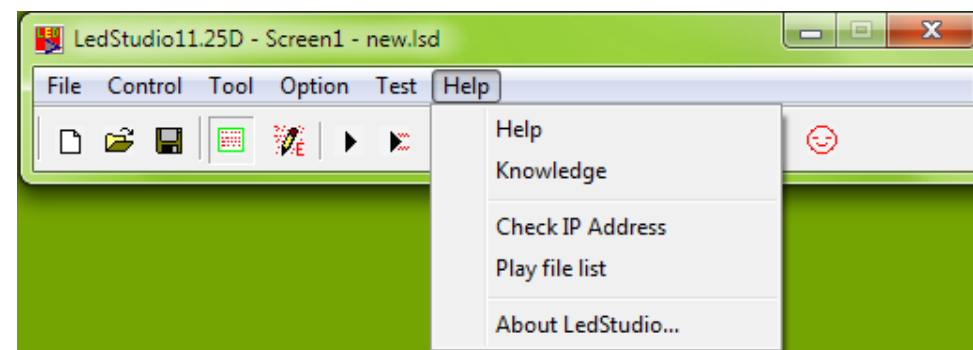 LedStudio11.25D - Screen1 - new.lsd
File Control Tool Option Test Help
E
Help
Knowledge
Check IP Address
Play file list
About LedStudio...